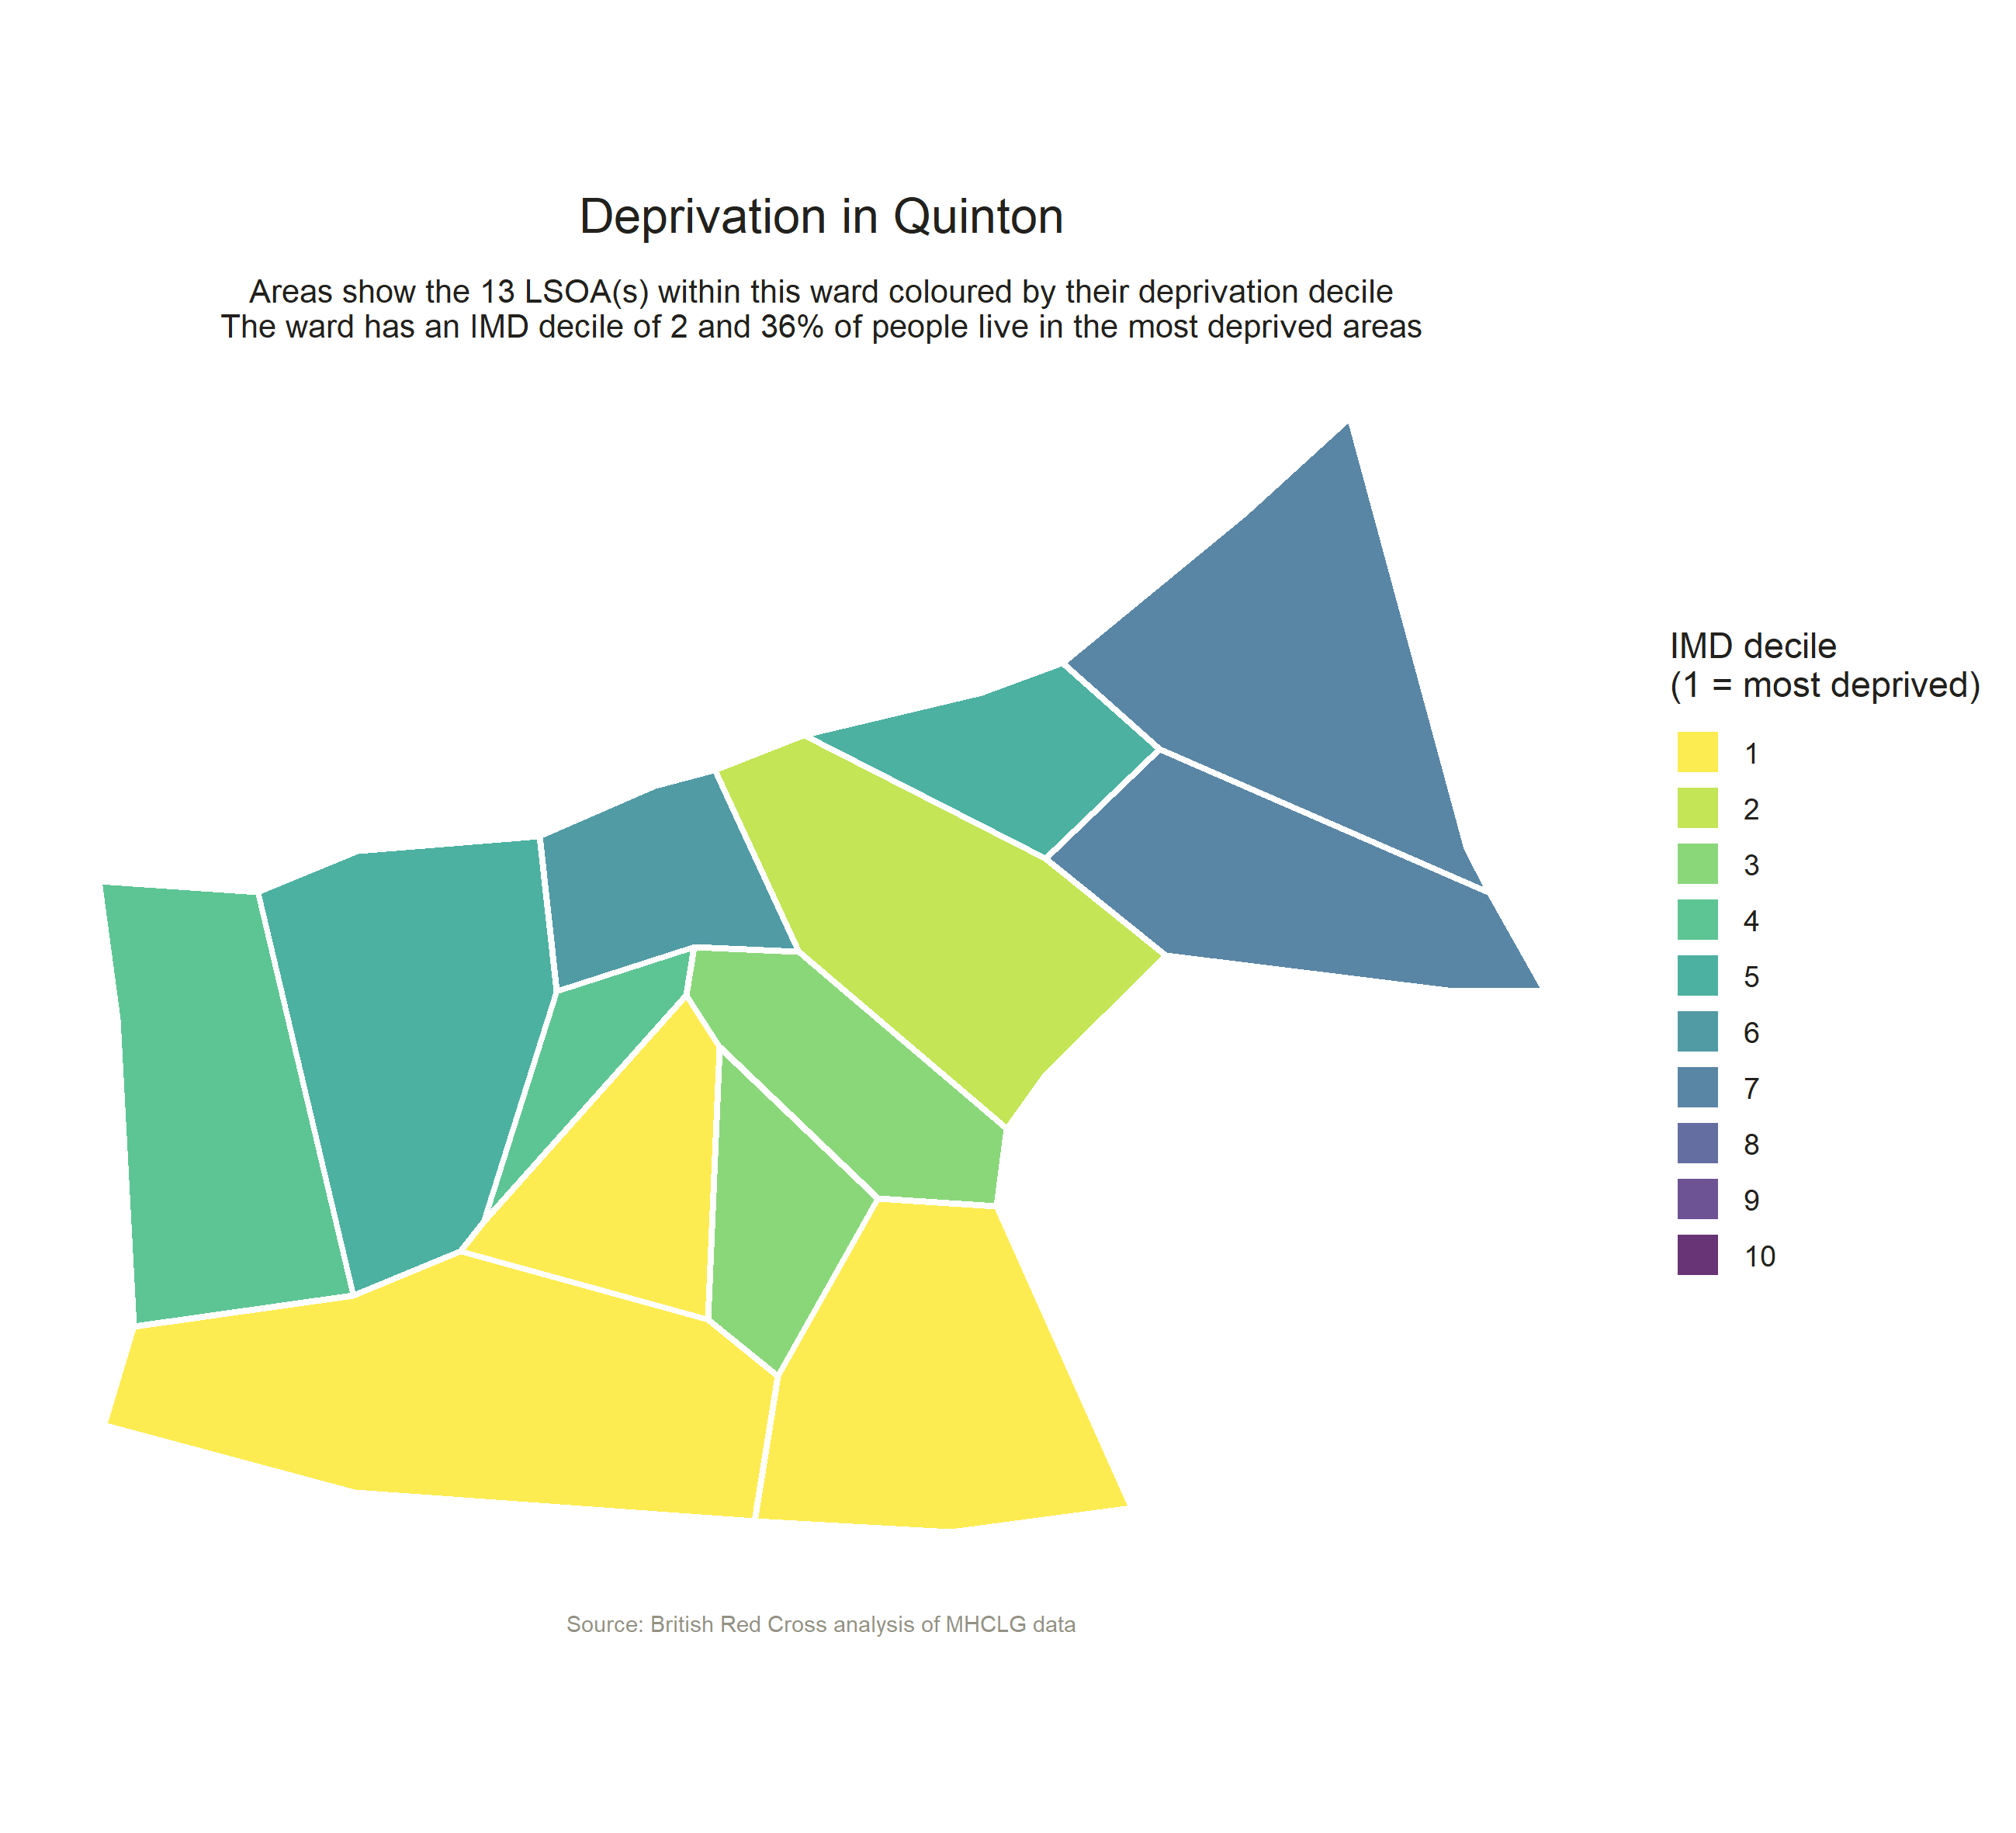 Deprivation in Quinton
Areas show the 13 LSOA(s) within this ward coloured by their deprivation decile
The ward has an IMD decile of 2 and 36% of people live in the most deprived areas
IMD decile
(1 = most deprived)
1
2
3
4
5
6
7
8
9
10
Source: British Red Cross analysis of MHCLG data